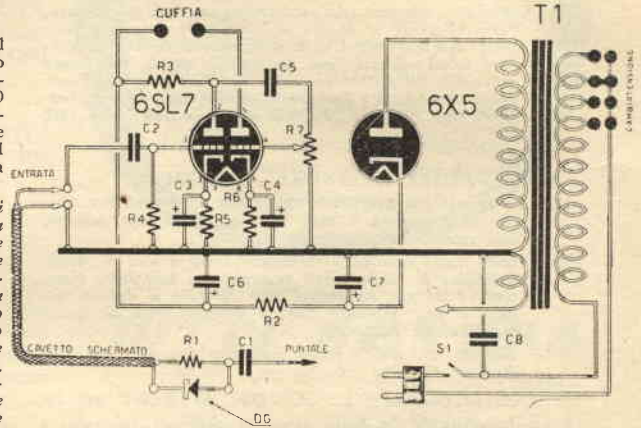 T1
CUFFIA
R3
C5
6SL7
6X5
CAMBIOTENSIONE
C2
R7
ENTRATA
C3
C4
R4
R5
R6
C6
C7
R2
C8
S1
CAVETTO SCHERMATO
R1
C1
PUNTALE
DG